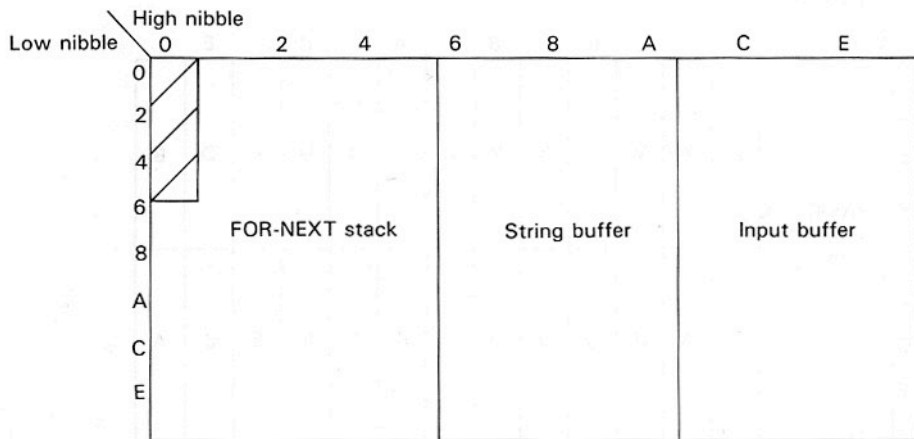 High nibble
Low nibble 0 2 4 6 8 A C E
0
2
4
6
FOR-NEXT stack String buffer Input buffer
8
A
C
E